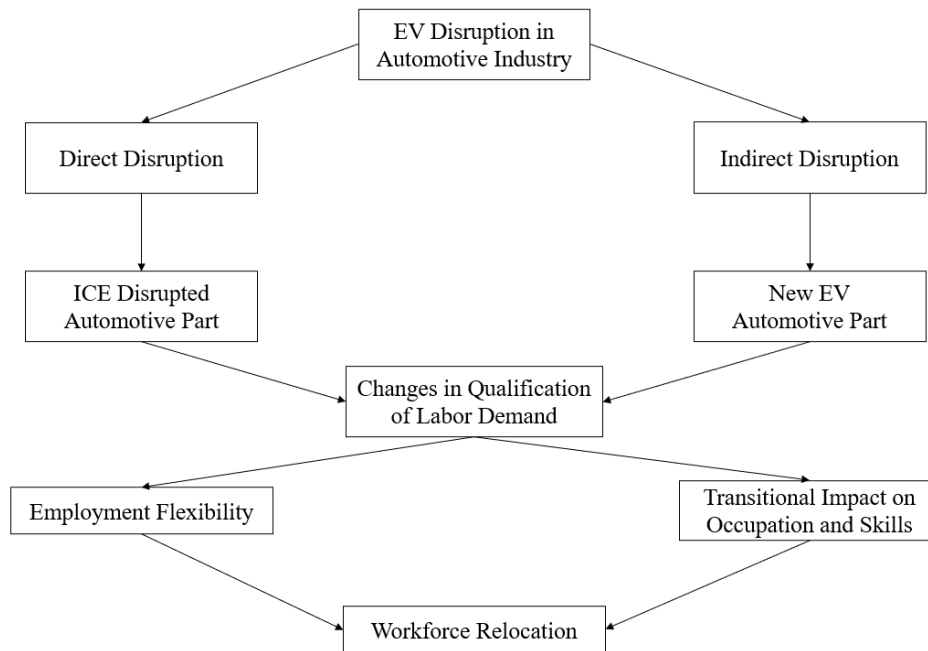 EV Disruption in
Automotive Industry
Direct Disruption
Indirect Disruption
ICE Disrupted
Automotive Part
New EV
Automotive Part
Changes in Qualification
of Labor Demand
Employment Flexibility
Transitional Impact on
Occupation and Skills
Workforce Relocation